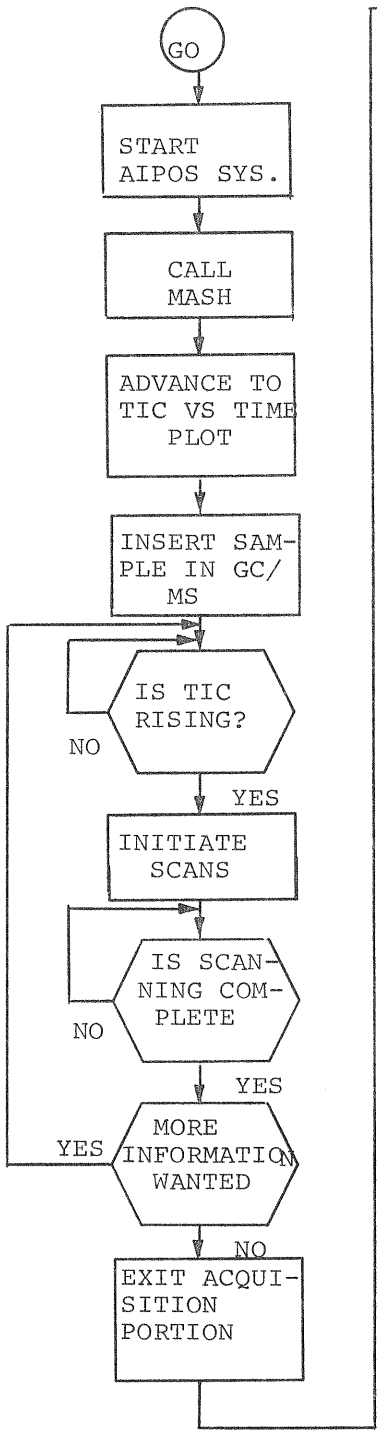 GO
START
AIPOS SYS.
CALL
MASH
ADVANCE TO
TIC VS TIME
PLOT
INSERT SAM-
PLE IN GC/
MS
IS TIC
RISING?
NO
YES
INITIATE
SCANS
IS SCAN-
NING COM-
PLETE
NO
YES
MORE
INFORMATION
WANTED
YES
NO
EXIT ACQUI-
SITION
PORTION